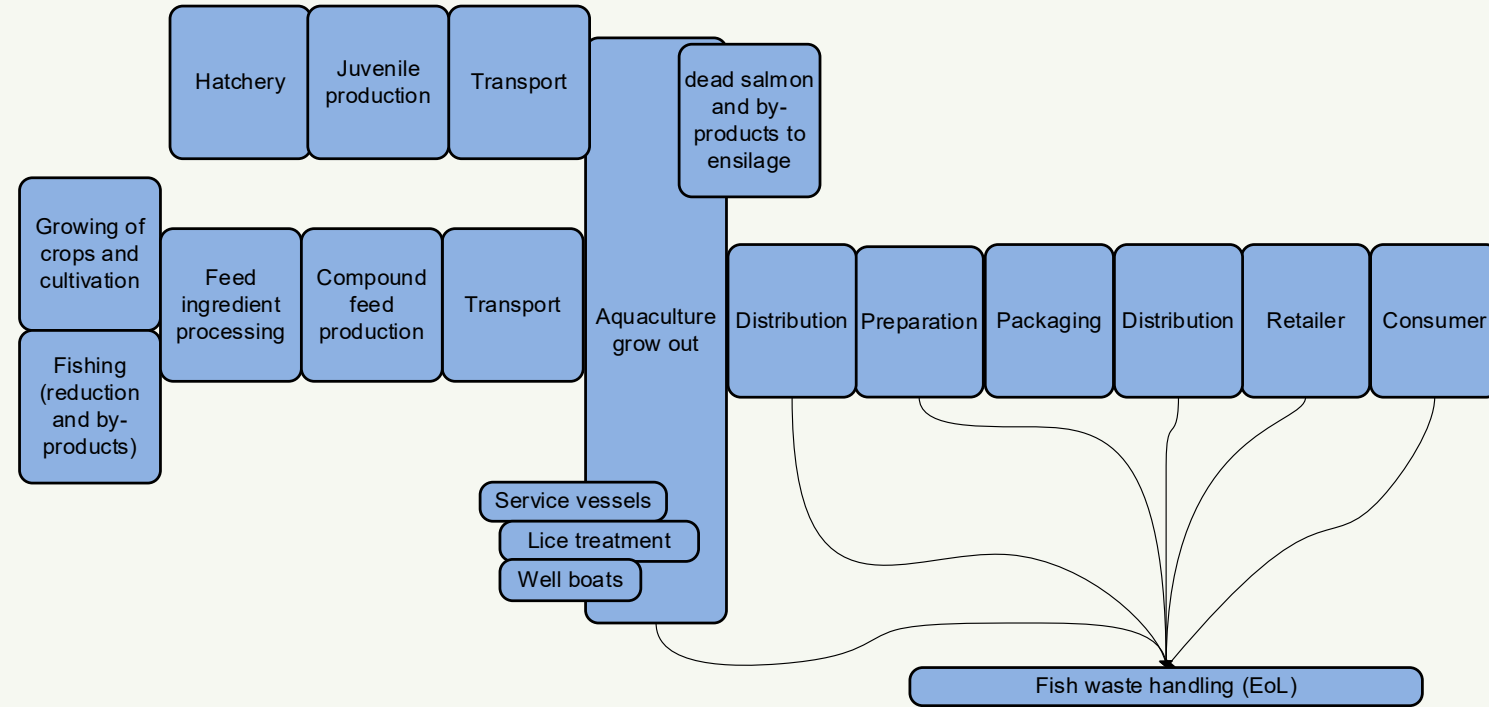 Hatchery
Juvenile
production
Transport
dead salmon
and by-
products to
ensilage
Growing of
crops and
cultivation
Fishing
(reduction
and by-
products)
Feed
ingredient
processing
Compound
feed
production
Transport
Aquaculture
grow out
Distribution
Preparation
Packaging
Distribution
Retailer
Consumer
Service vessels
Lice treatment
Well boats
Fish waste handling (EoL)